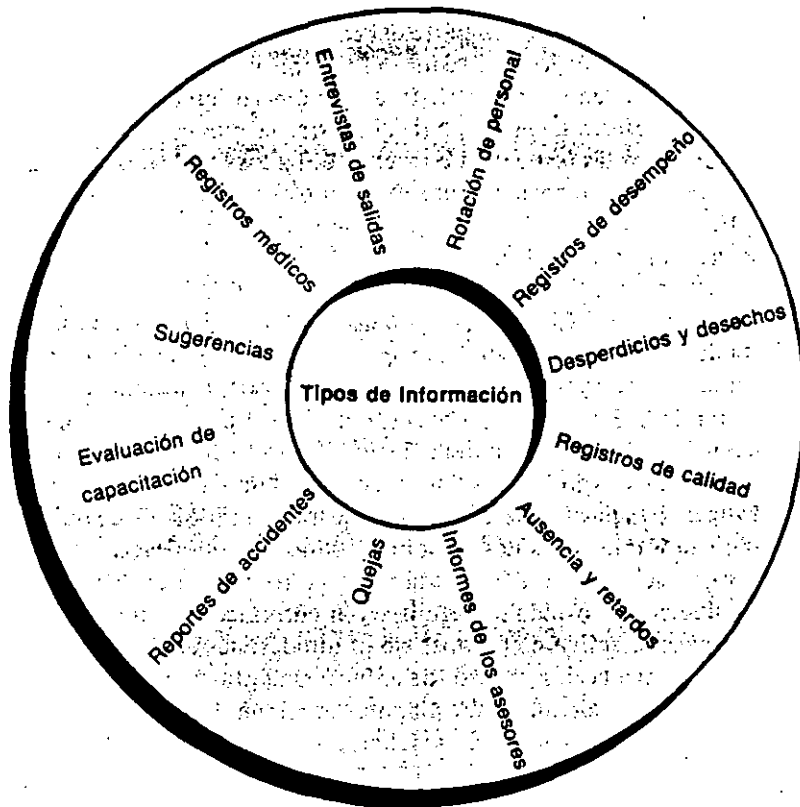 Tipos de Información
Entrevistas de salidas
Rotación de personal
Registros de desempeño
Desperdicios y desechos
Registros de calidad
Ausencia y retardos
Informes de los asesores
Quejas
Reportes de accidentes
Evaluación de
capacitación
Sugerencias
Registros médicos